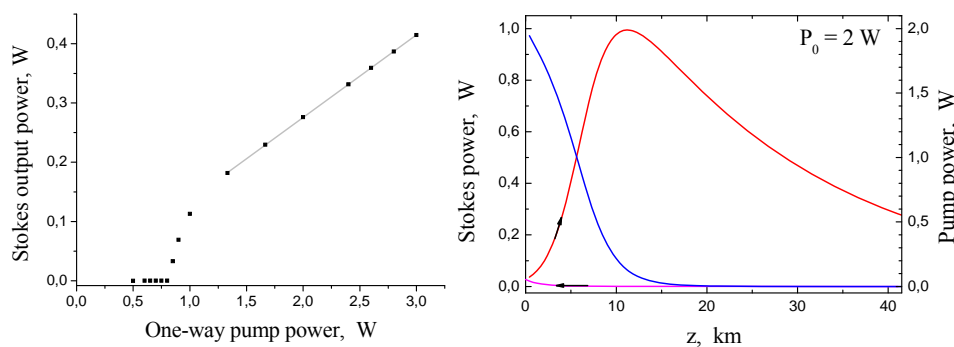 Stokes output power, W
0,4
0,3
0,2
0,1
0,0
0,0 0,5 1,0 1,5 2,0 2,5 3,0
One-way pump power, W
P0 = 2 W
Stokes power, W
1,0
0,8
0,6
0,4
0,2
0,0
0 10 20 30 40
z, km
2,0
1,5
1,0
0,5
0,0
Pump power, W